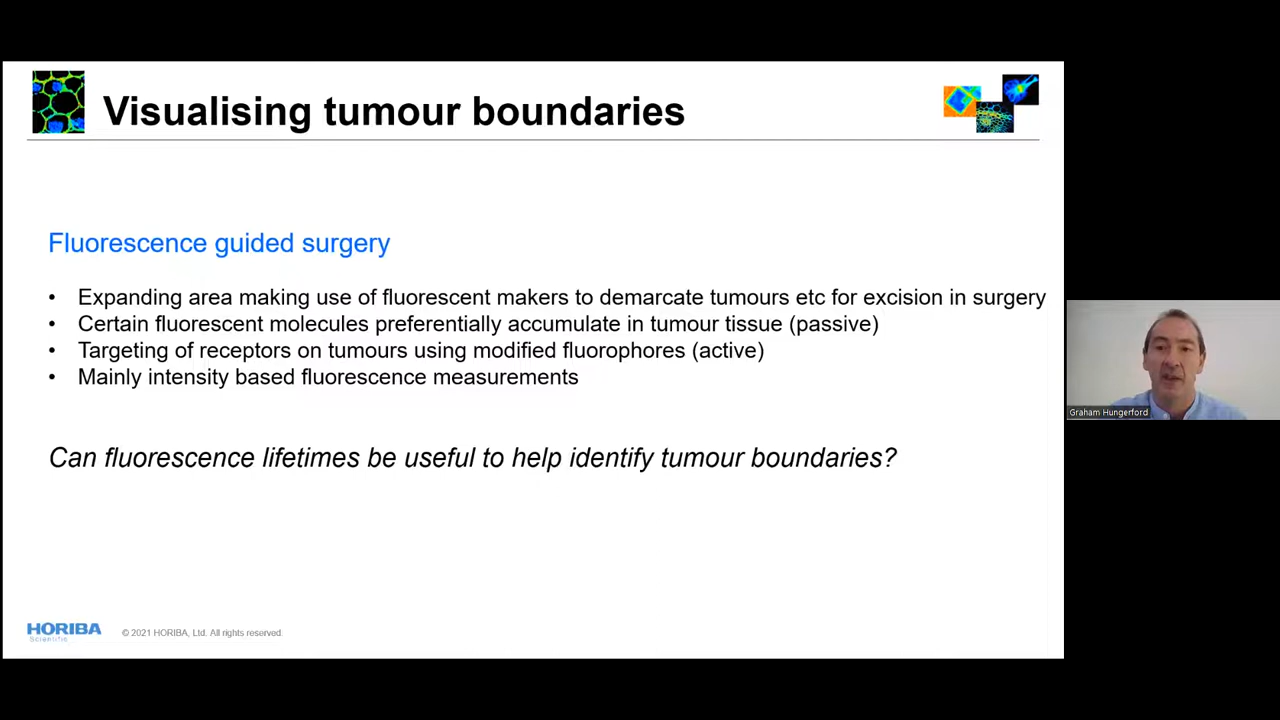 Visualising tumour boundaries
Fluorescence guided surgery
• Expanding area making use of fluorescent makers to demarcate tumours etc for excision in surgery
• Certain fluorescent molecules preferentially accumulate in tumour tissue (passive)
• Targeting of receptors on tumours using modified fluorophores (active)
• Mainly intensity based fluorescence measurements
Can fluorescence lifetimes be useful to help identify tumour boundaries?
Graham Hungerford
HORIBA
Scientific
© 2021 HORIBA, Ltd. All rights reserved.